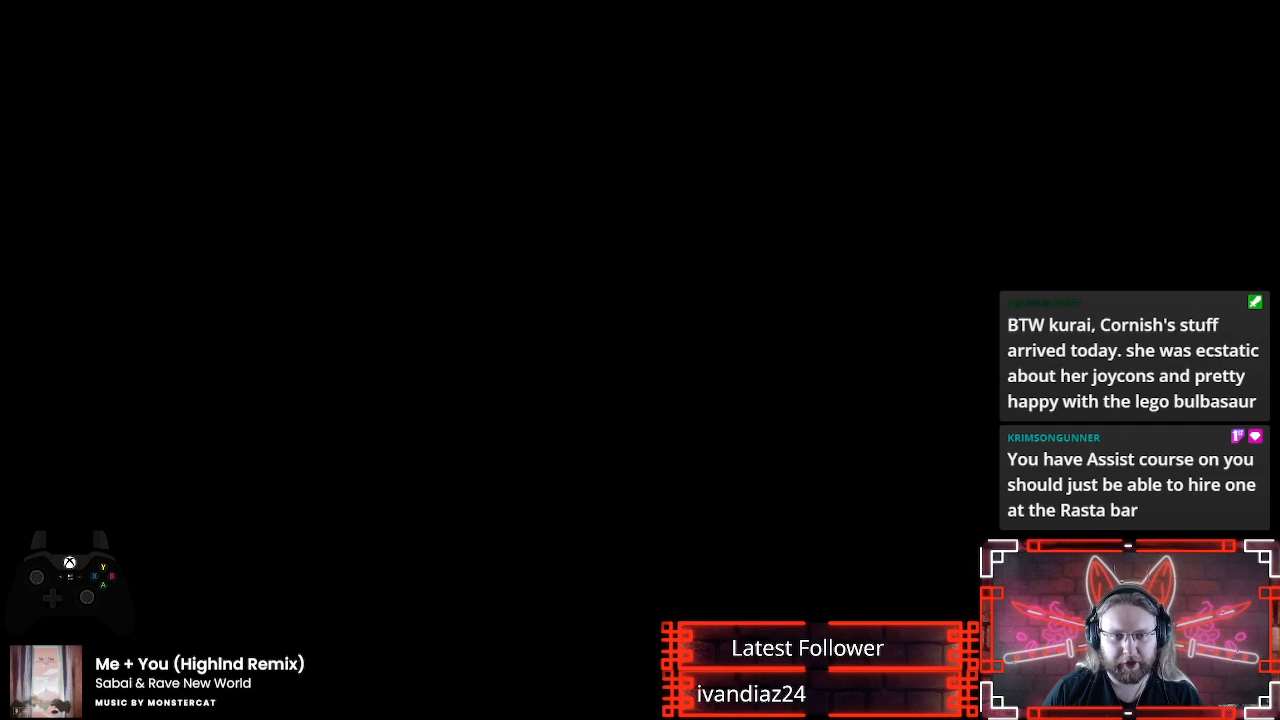 BTW kurai, Cornish's stuff
arrived today. she was ecstatic
about her joycons and pretty
happy with the lego bulbasaur
KRIMSONGUNNER
You have Assist course on you
should just be able to hire one
at the Rasta bar
Y
X B
A
Me + You (Highlnd Remix)
Sabai & Rave New World
MUSIC BY MONSTERCAT
Latest Follower
ivandiaz24